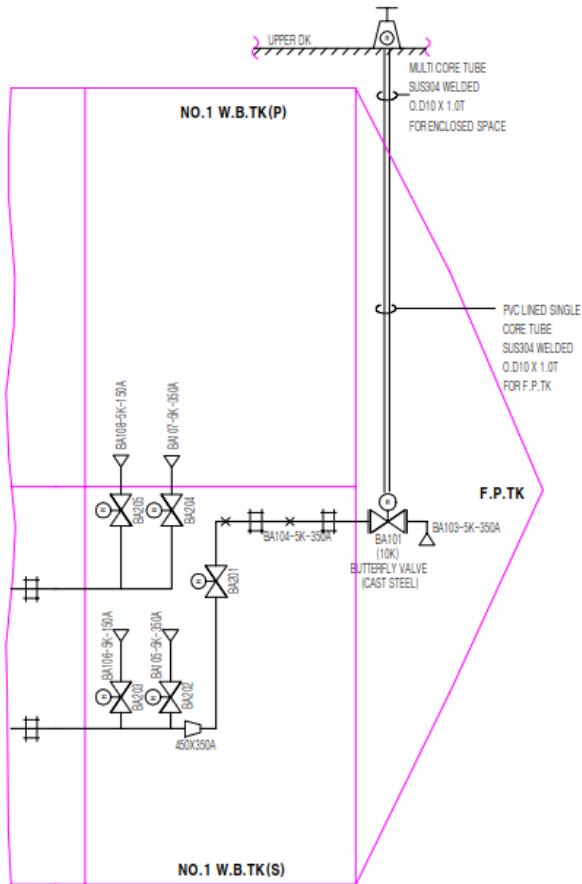 UPPER DK
H
MULTI CORE TUBE
SUS304 WELDED
O.D10 X 1.0T
FOR ENCLOSED SPACE
NO.1 W.B.TK(P)
PVC LINED SINGLE
CORE TUBE
SUS304 WELDED
O.D10 X 1.0T
FOR F.P.TK
BA108-5K-150A
BA107-5K-350A
F.P.TK
H
BA205
H
BA204
H
BA104-5K-350A
BA103-5K-350A
BA101
(10K)
BUTTERFLY VALVE
(CAST STEEL)
H
BA201
BA106-5K-150A
BA105-5K-350A
H
BA203
H
BA202
450X350A
NO.1 W.B.TK(S)